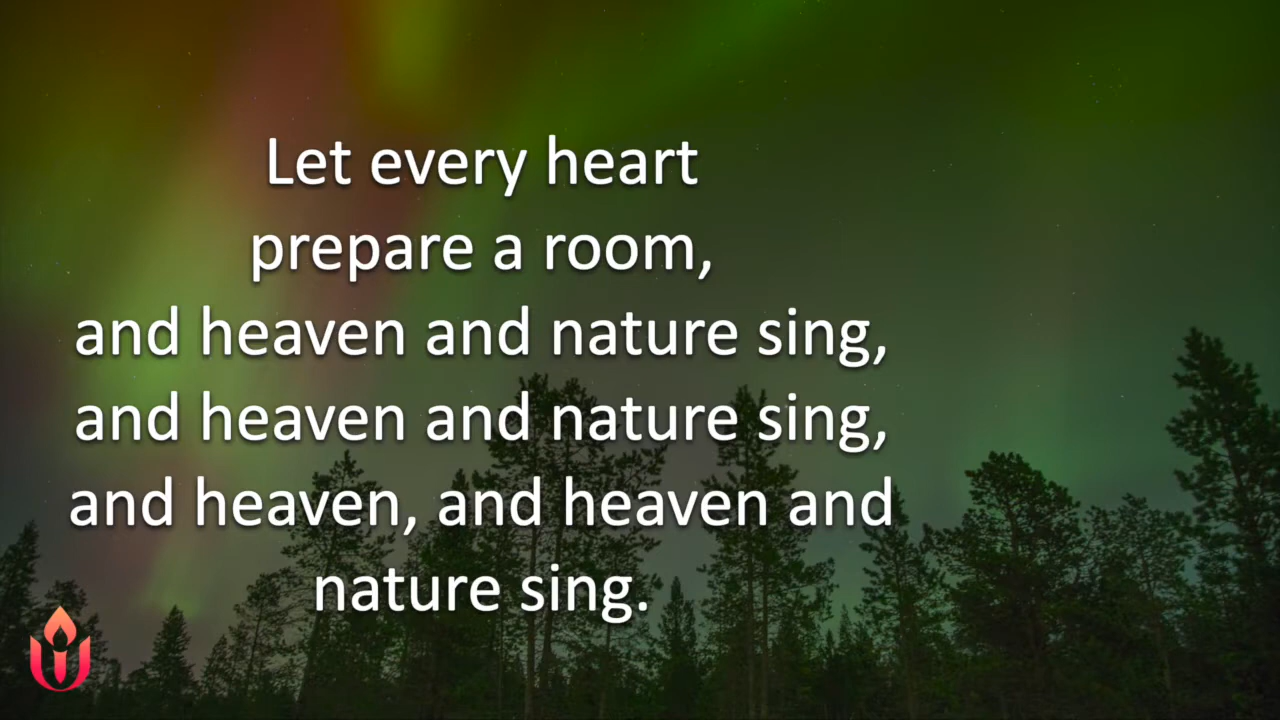 Let every heart
prepare a room,
and heaven and nature sing,
and heaven and nature sing,
and heaven, and heaven and
nature sing.